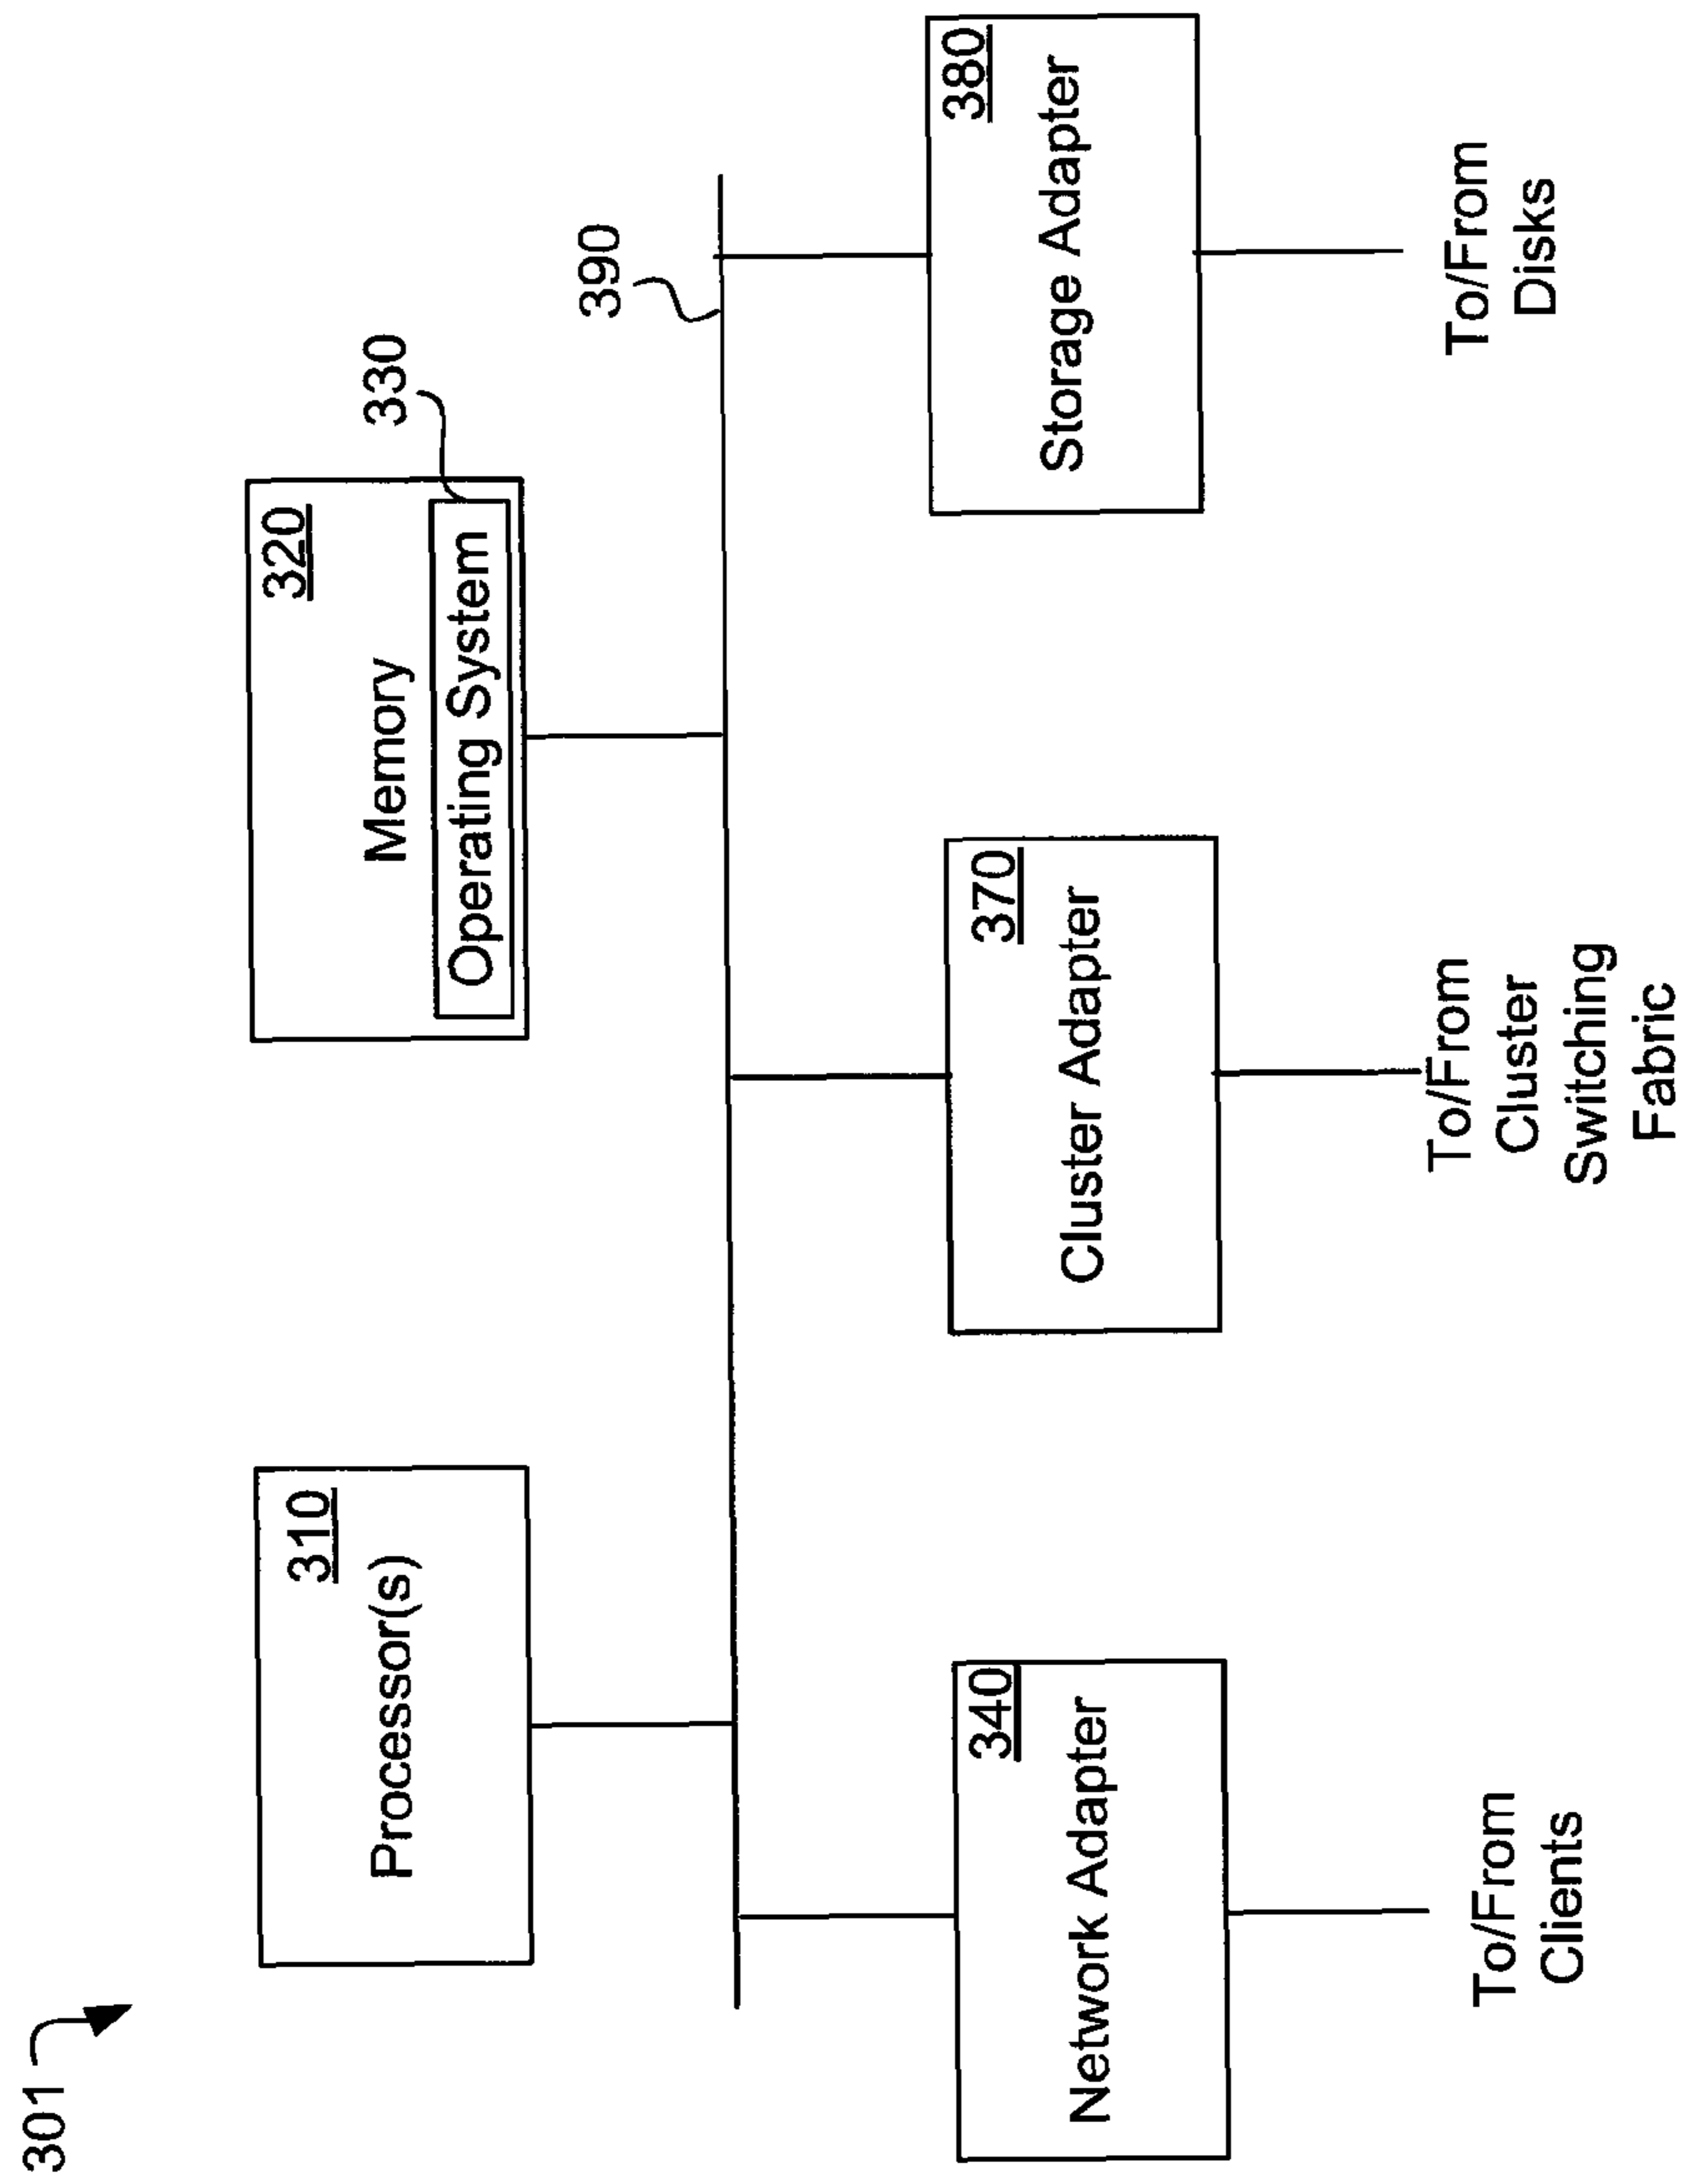 301
310
Processor(s)
320
Memory
Operating System
330
390
340
Network Adapter
370
Cluster Adapter
380
Storage Adapter
To/From
Clients
To/From
Cluster
Switching
Fabric
To/From
Disks